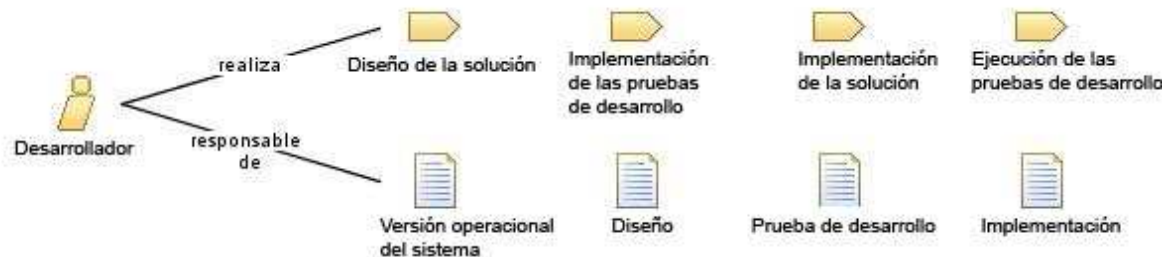 realiza
Diseño de la solución
Implementación
de las pruebas
de desarrollo
Implementación
de la solución
Ejecución de las
pruebas de desarrollo
Desarrollador
responsable
de
Versión operacional
del sistema
Diseño
Prueba de desarrollo
Implementación